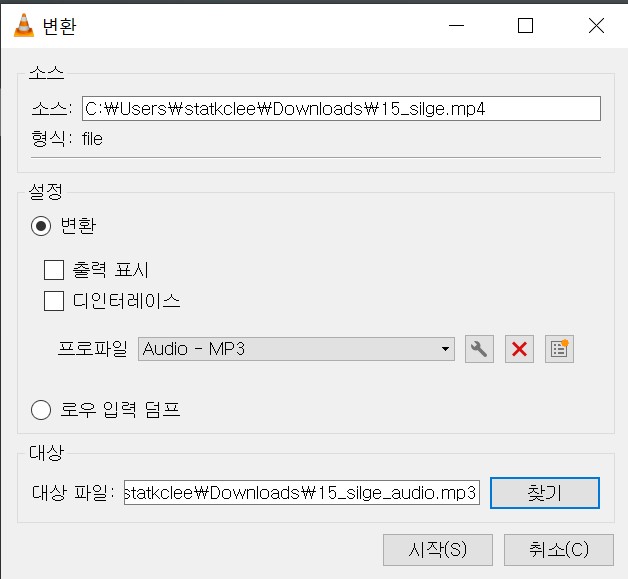 변환
소스
소스: C:₩Users₩statkclee₩Downloads₩15_silge.mp4
형식: file
설정
변환
출력 표시
디인터레이스
프로파일 Audio - MP3
로우 입력 덤프
대상
대상 파일: statkclee₩Downloads₩15_silge_audio.mp3 찾기
시작(S) 취소(C)